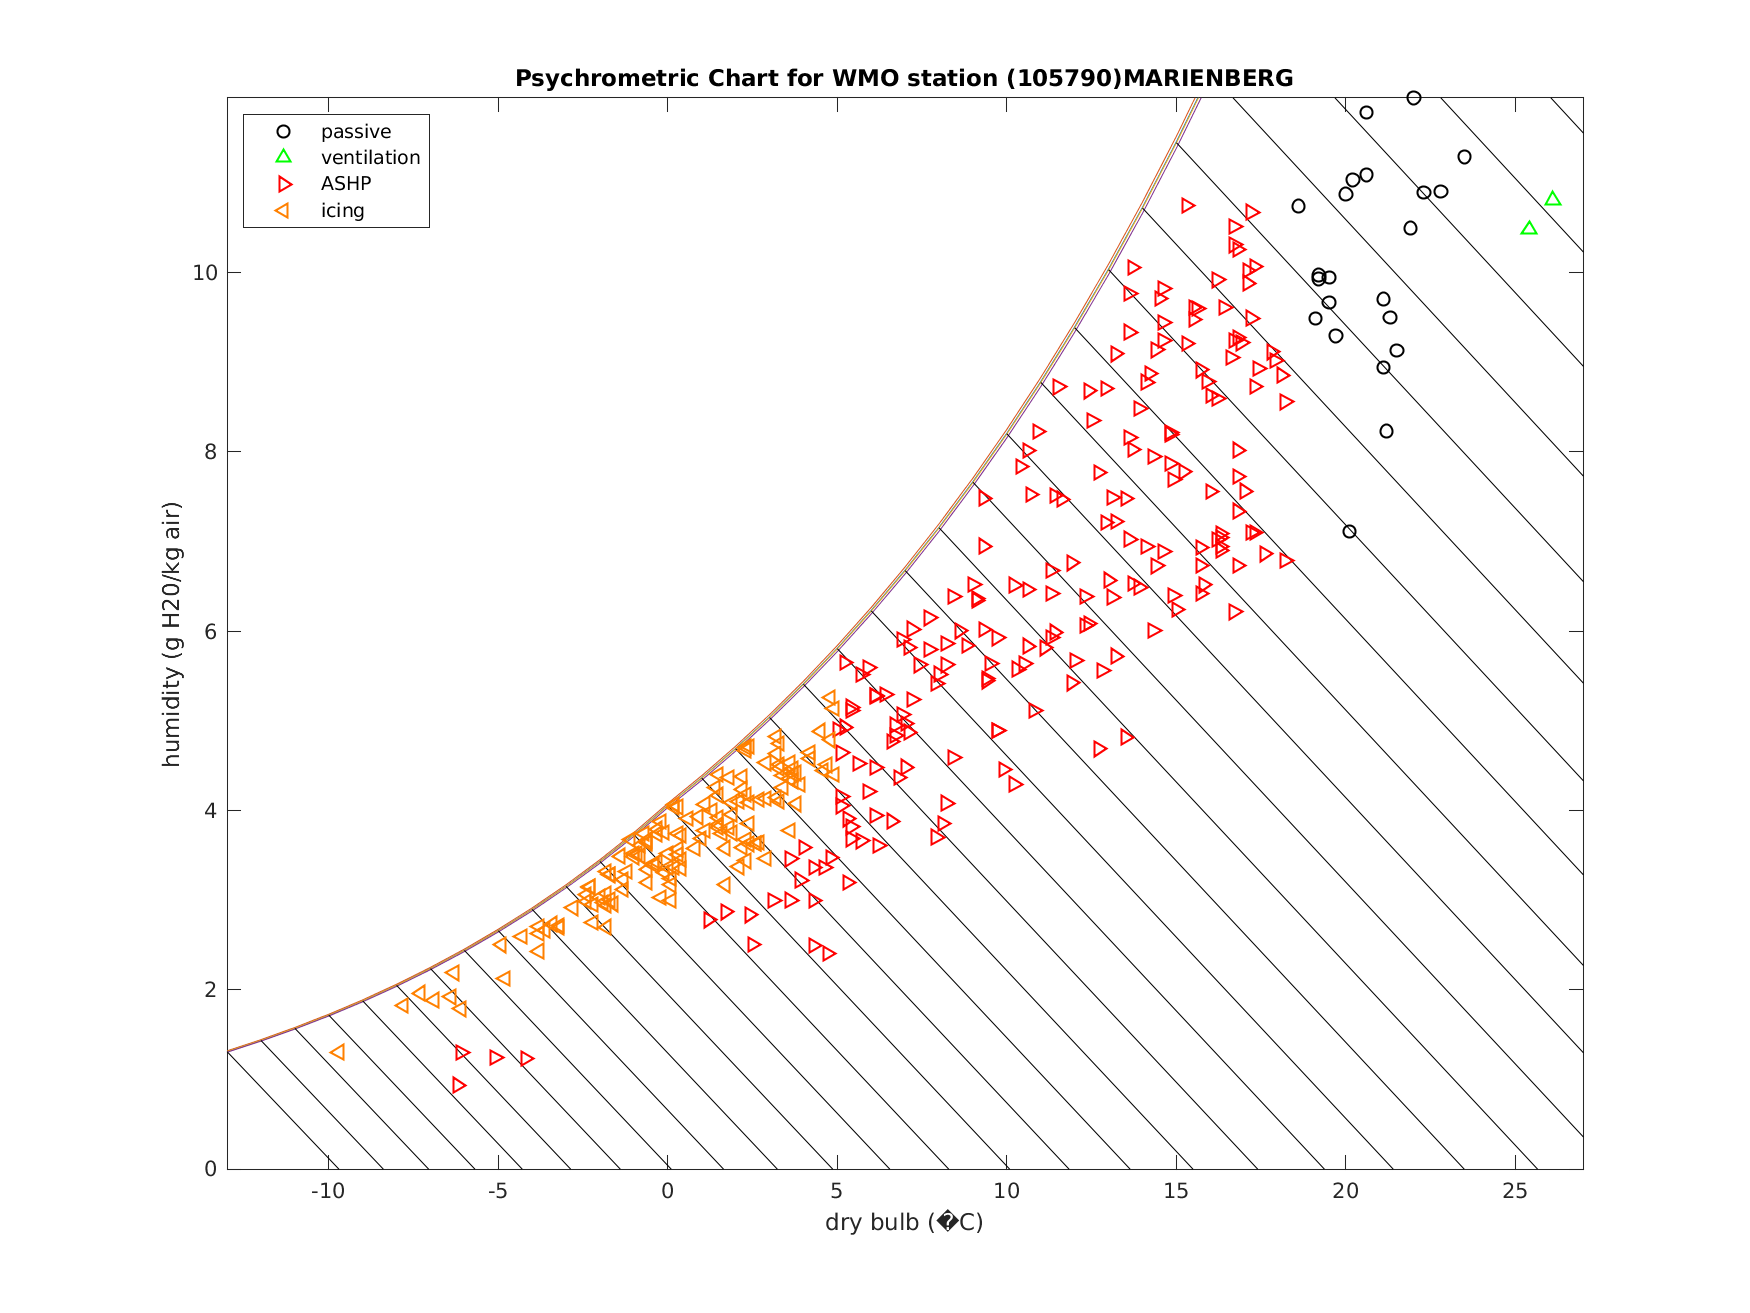 Psychrometric Chart for WMO station (105790)MARIENBERG
passive
ventilation
ASHP
icing
humidity (g H20/kg air)
10
8
6
4
2
0
-10 -5 0 5 10 15 20 25
dry bulb (�C)